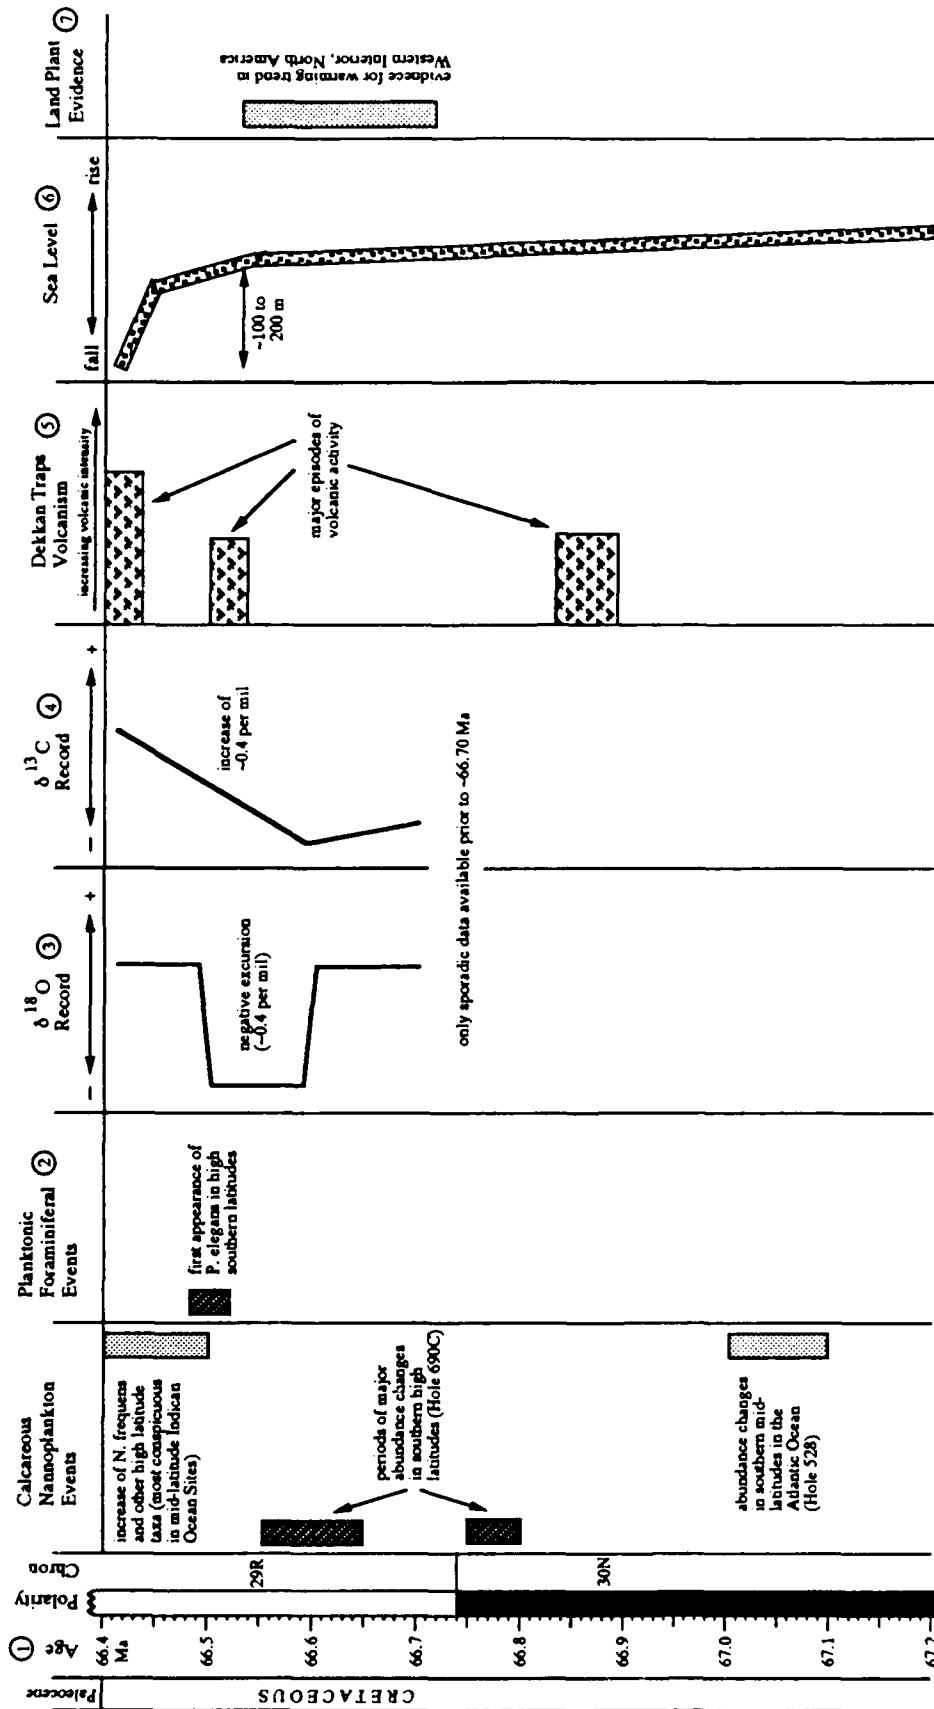 Paleocene
CRETACEOUS
① Age
Ma
66.4
66.5
66.6
66.7
66.8
66.9
67.0
67.1
67.2
Polarity
Chron
29R
30N
Calcareous
Nannoplankton
Events
increase of N. frequens
and other high latitude
taxa (most conspicuous
in mid-latitude Indican
Ocean Sites)
periods of major
abundance changes
in southern high
latitudes (Hole 690C)
abundance changes
in southern mid-
latitudes in the
Atlantic Ocean
(Hole 528)
Planktonic
Foraminiferal ②
Events
first appearance of
P. elegans in high
southern latitudes
δ 18 O ③
Record
− +
negative excursion
(~0.4 per mil)
δ 13 C ④
Record
− +
increase of
~0.4 per mil
only sporadic data available prior to ~66.70 Ma
Dekkan Traps ⑤
Volcanism
increasing volcanic intensity
major episodes of
volcanic activity
Sea Level ⑥
fall rise
~100 to
200 m
Land Plant ⑦
Evidence
evidnece for warming trend in
Western Interior, North America